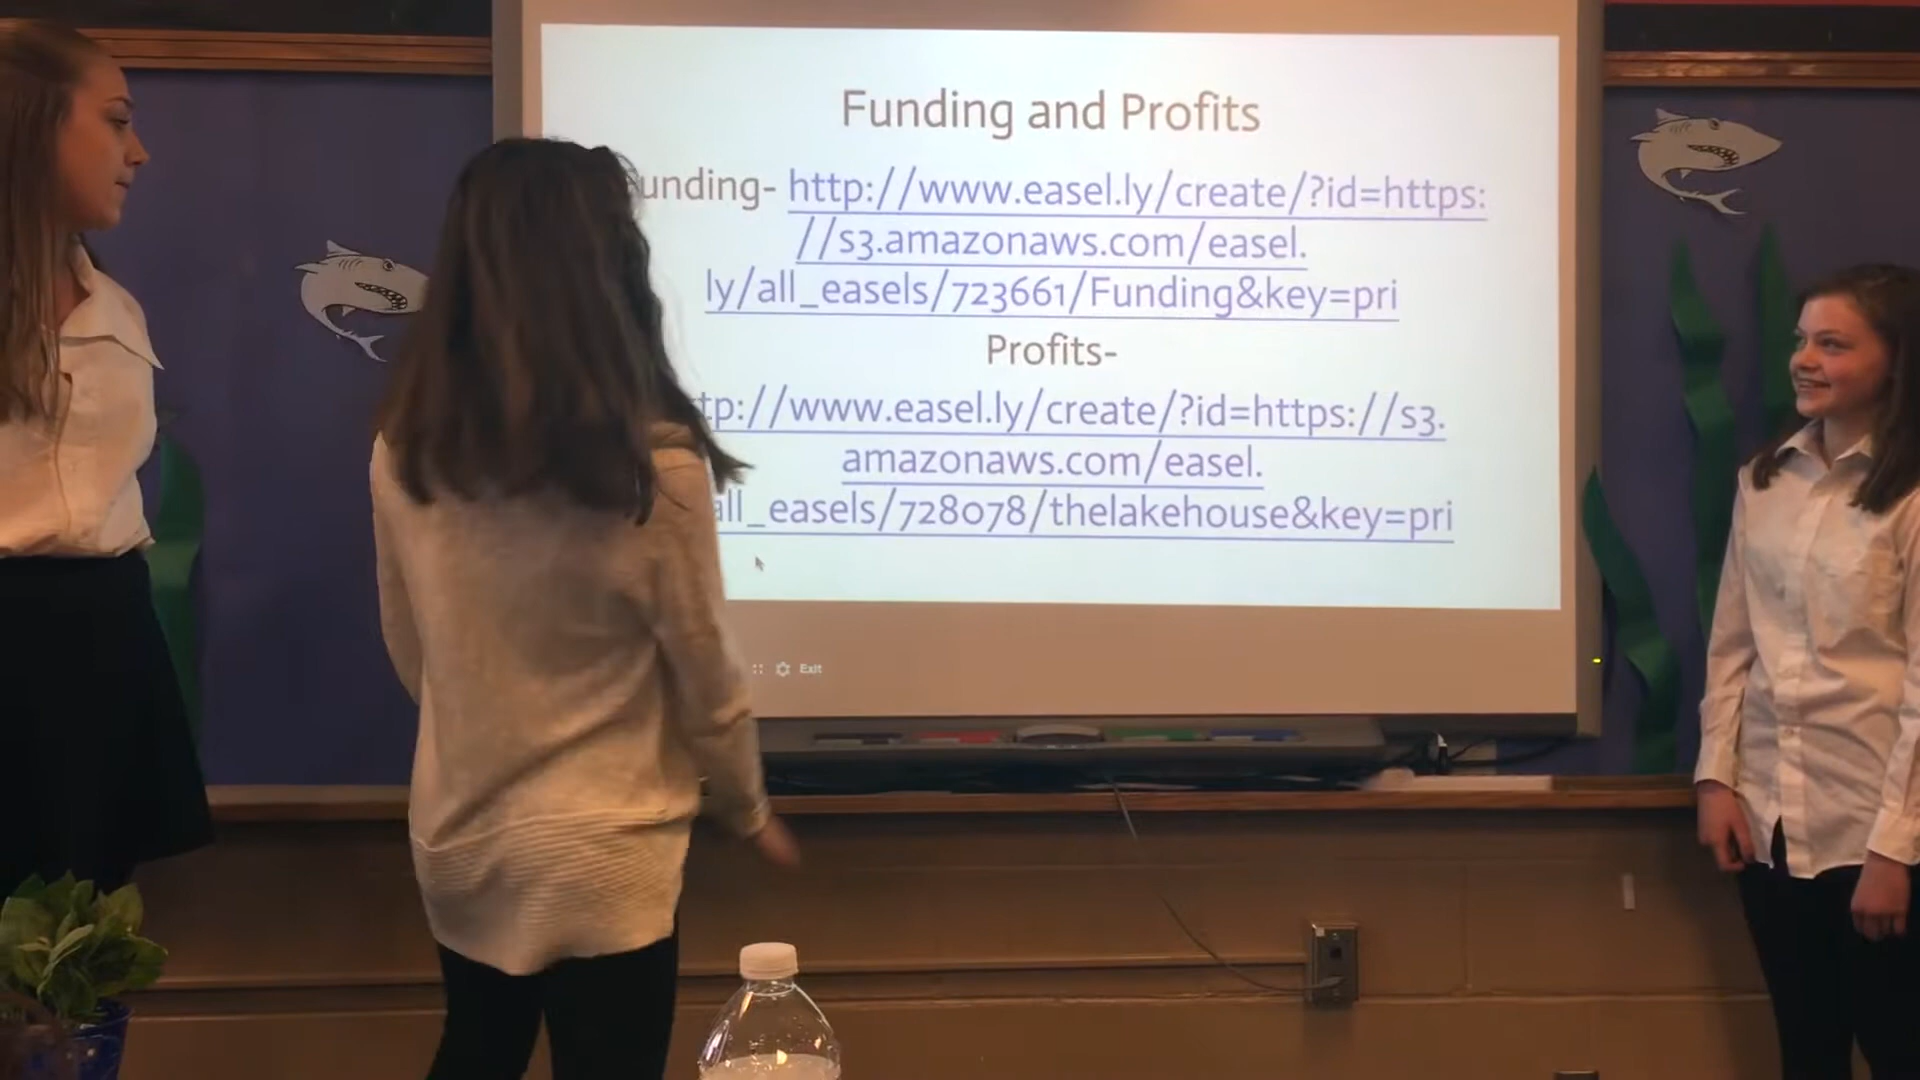 Funding and Profits
unding- http://www.easel.ly/create/?id=https:
//s3.amazonaws.com/easel.
ly/all_easels/723661/Funding&key=pri
Profits-
tp://www.easel.ly/create/?id=https://s3.
amazonaws.com/easel.
all_easels/728078/thelakehouse&key=pri
Exit